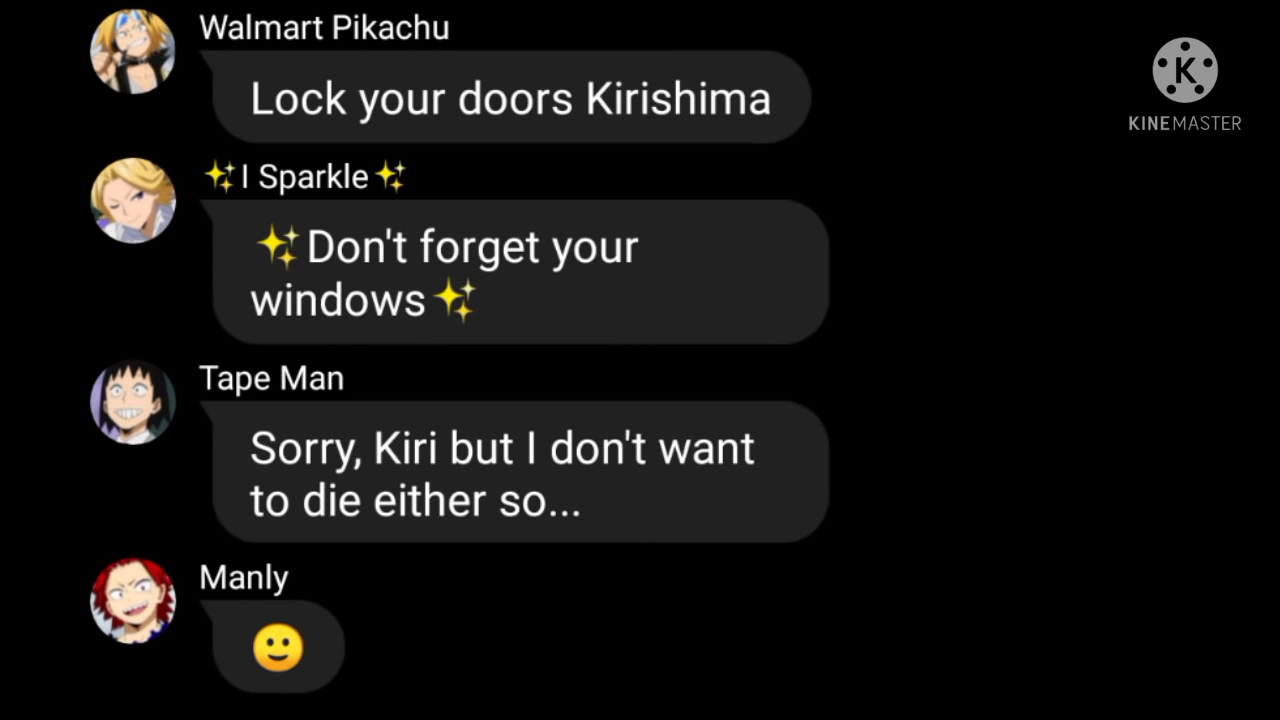 Walmart Pikachu
Lock your doors Kirishima
K
KINEMASTER
✨I Sparkle✨
✨Don't forget your
windows✨
Tape Man
Sorry, Kiri but I don't want
to die either so...
Manly
🙂